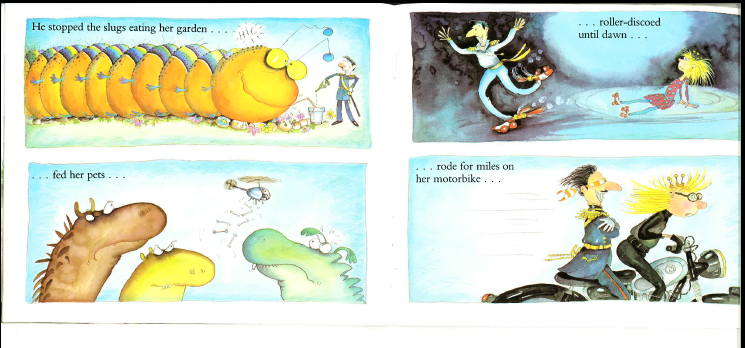 He stopped the slugs eating her garden . . .
HIC
. . . fed her pets . . .
. . . roller-discoed
until dawn . . .
. . . rode for miles on
her motorbike . . .